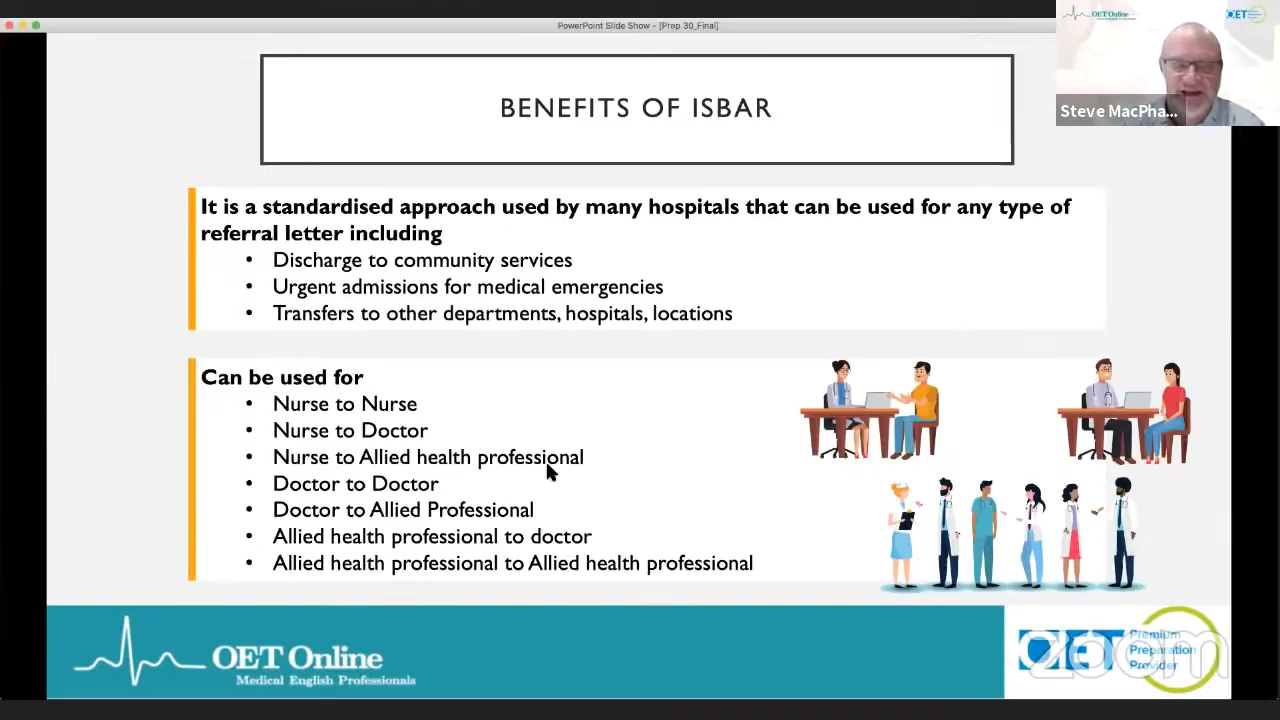 PowerPoint Slide Show - [Prep 30_Final]
OET Online
OET
Steve MacPha...
BENEFITS OF ISBAR
It is a standardised approach used by many hospitals that can be used for any type of
referral letter including
• Discharge to community services
• Urgent admissions for medical emergencies
• Transfers to other departments, hospitals, locations
Can be used for
• Nurse to Nurse
• Nurse to Doctor
• Nurse to Allied health professional
• Doctor to Doctor
• Doctor to Allied Professional
• Allied health professional to doctor
• Allied health professional to Allied health professional
OET Online
Medical English Professionals
OET
Premium
Preparation
Provider
zoom